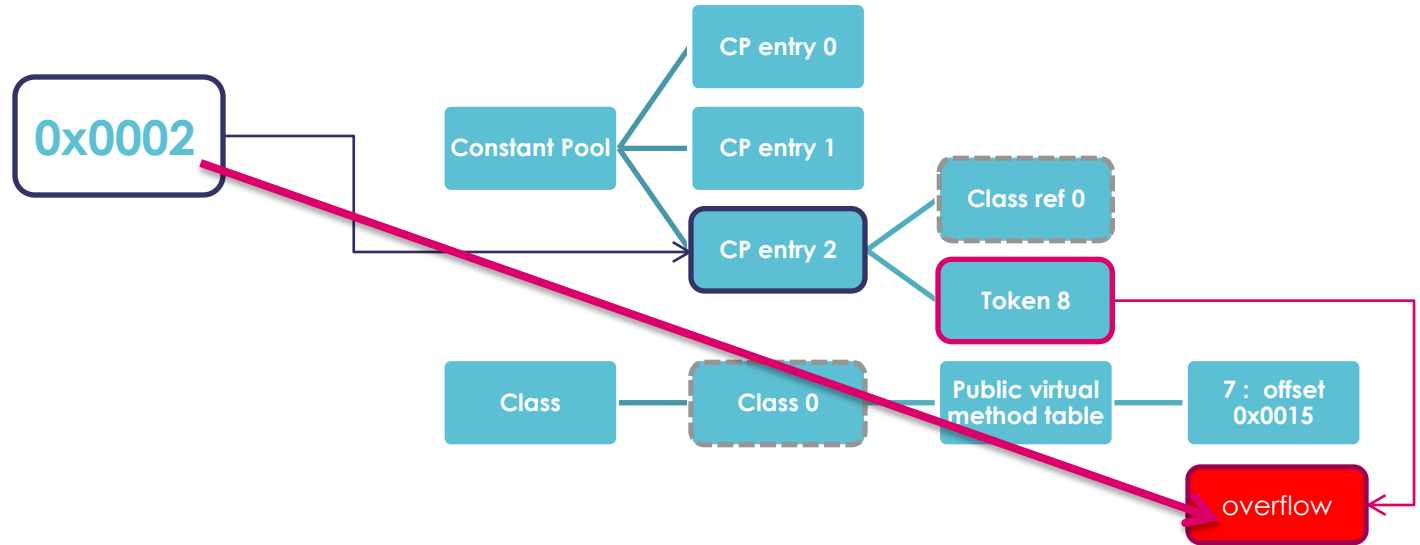 CP entry 0
0x0002
Constant Pool
CP entry 1
Class ref 0
CP entry 2
Token 8
Class
Class 0
Public virtual
method table
7 : offset
0x0015
overflow